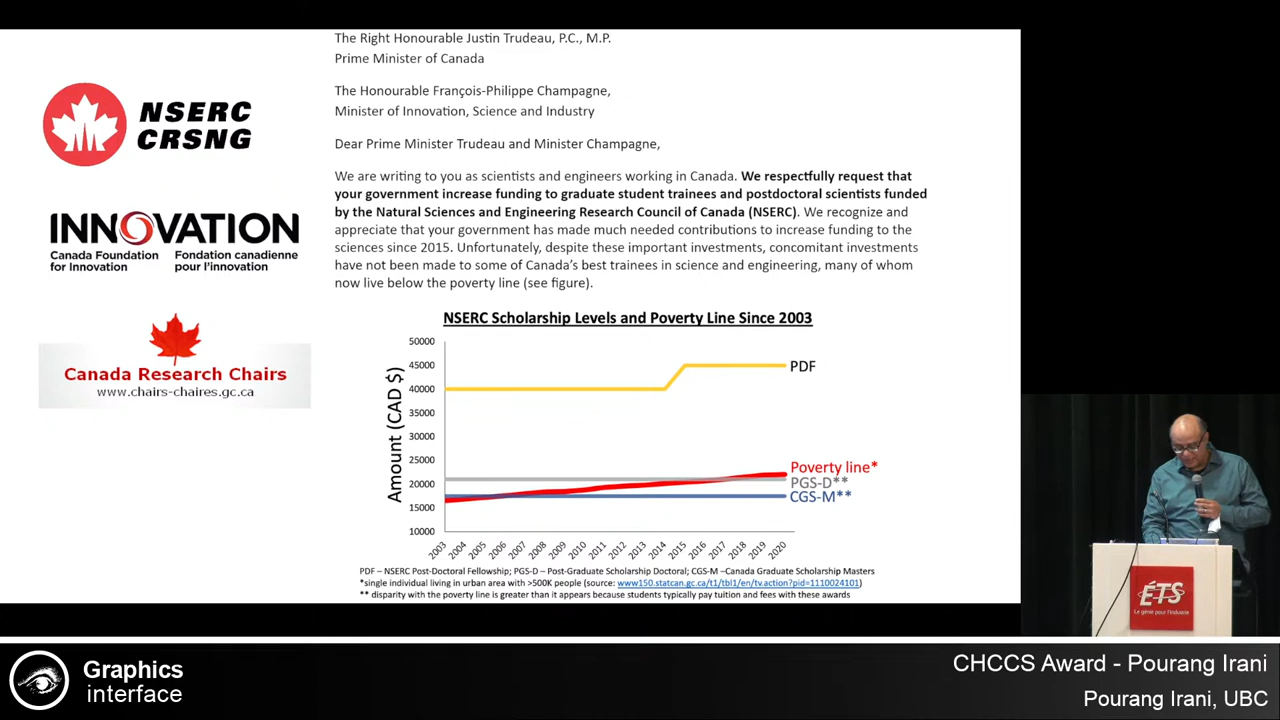 The Right Honourable Justin Trudeau, P.C., M.P.
Prime Minister of Canada
The Honourable François-Philippe Champagne,
Minister of Innovation, Science and Industry
Dear Prime Minister Trudeau and Minister Champagne,
We are writing to you as scientists and engineers working in Canada. We respectfully request that
your government increase funding to graduate student trainees and postdoctoral scientists funded
by the Natural Sciences and Engineering Research Council of Canada (NSERC). We recognize and
appreciate that your government has made much needed contributions to increase funding to the
sciences since 2015. Unfortunately, despite these important investments, concomitant investments
have not been made to some of Canada's best trainees in science and engineering, many of whom
now live below the poverty line (see figure).
NSERC
CRSNG
INNOVATION
Canada Foundation
for Innovation
Fondation canadienne
pour l'innovation
Canada Research Chairs
www.chairs-chaires.gc.ca
NSERC Scholarship Levels and Poverty Line Since 2003
Amount (CAD $)
50000
45000
40000
35000
30000
25000
20000
15000
10000
PDF
Poverty line*
PGS-D**
CGS-M**
2003 2004 2005 2006 2007 2008 2009 2010 2011 2012 2013 2014 2015 2016 2017 2018 2019 2020
PDF – NSERC Post-Doctoral Fellowship; PGS-D – Post-Graduate Scholarship Doctoral; CGS-M –Canada Graduate Scholarship Masters
*single individual living in urban area with >500K people (source: www150.statcan.gc.ca/t1/tbl1/en/tv.action?pid=1110024101)
** disparity with the poverty line is greater than it appears because students typically pay tuition and fees with these awards
ÉTS
Le génie pour l'industrie
Graphics
interface
CHCCS Award - Pourang Irani
Pourang Irani, UBC